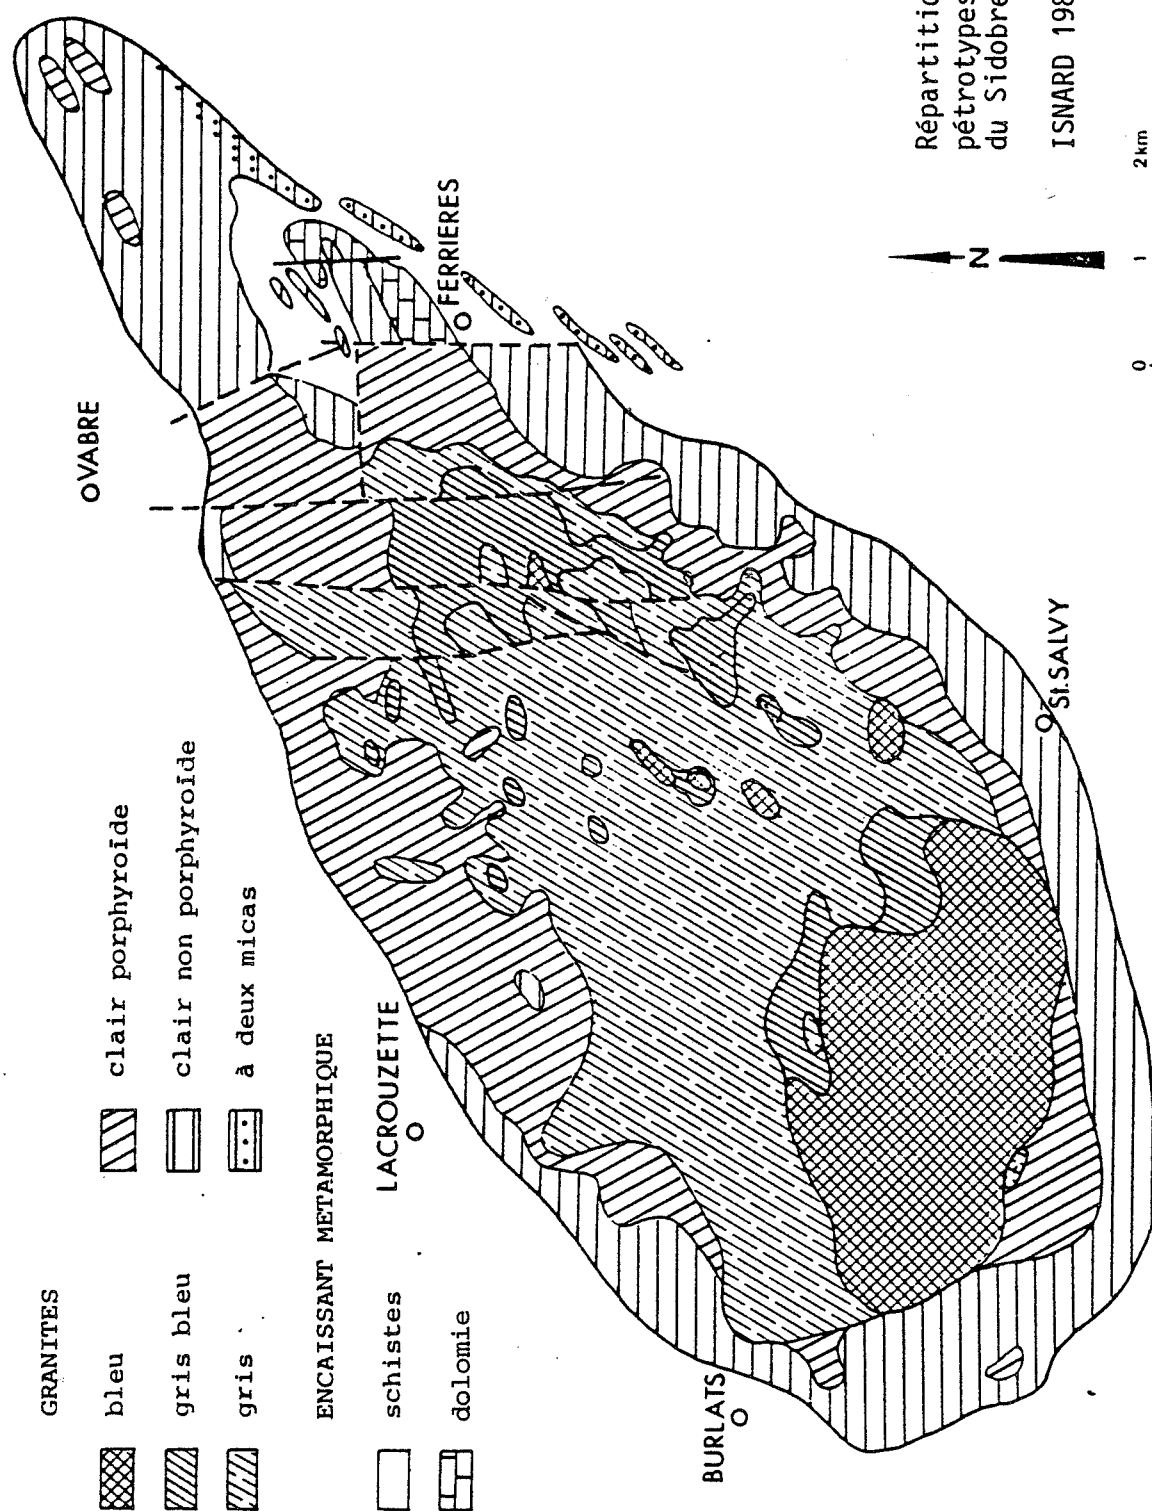 GRANITES
bleu
gris bleu
gris
clair porphyroïde
clair non porphyroïde
à deux micas
ENCAISSANT METAMORPHIQUE
schistes
dolomie
VABRE
LACROUZETTE
FERRIERES
BURLATS
St.SALVY
N
0 1 2km
Répartitio
pétrotypes
du Sidobre
ISNARD 198